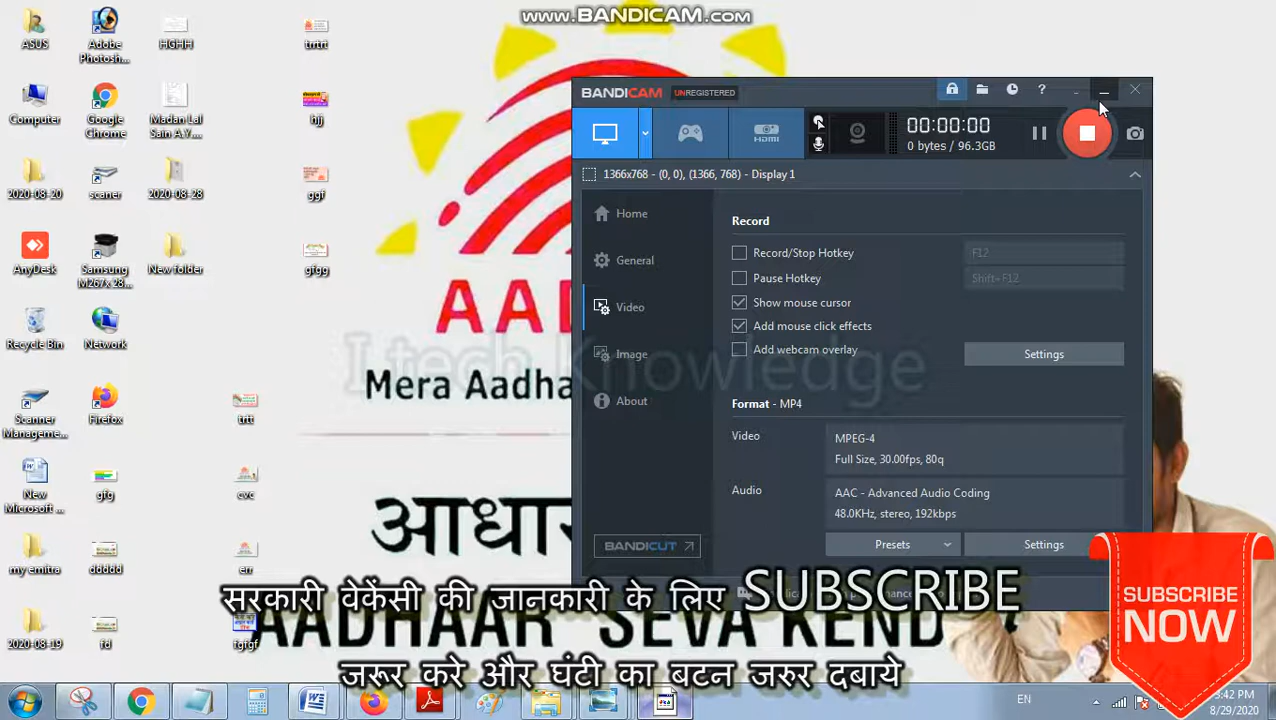 www.BANDICAM.com
ASUS
Adobe Photosh...
HGHH
trrtrt
Computer
Google Chrome
Madan Lal Sain A.Y....
hjj
2020-08-20
scaner
2020-08-28
ggf
AnyDesk
Samsung M267x 28...
New folder
gfgg
Recycle Bin
Network
Scanner Manageme...
Firefox
trtt
New Microsoft ...
gfg
cvc
my emitra
ddddd
err
2020-08-19
fd
fgfgf
AAD
Mera Aadha
आधा
AADHAAR SEVA KEND
BANDICAM UNREGISTERED
?
HDMI
00:00:00
0 bytes / 96.3GB
1366x768 - (0, 0), (1366, 768) - Display 1
Home
General
Video
Image
About
BANDICUT
Record
Record/Stop Hotkey
F12
Pause Hotkey
Shift+F12
Show mouse cursor
Add mouse click effects
Add webcam overlay
Settings
Format - MP4
Video
MPEG-4
Full Size, 30.00fps, 80q
Audio
AAC - Advanced Audio Coding
48.0KHz, stereo, 192kbps
Presets
Settings
I tech Knowledge
सरकारी वेकेंसी की जानकारी के लिए SUBSCRIBE
जरूर करे और घंटी का बटन जरुर दबाये
SUBSCRIBE
NOW
EN
:42 PM
8/29/2020